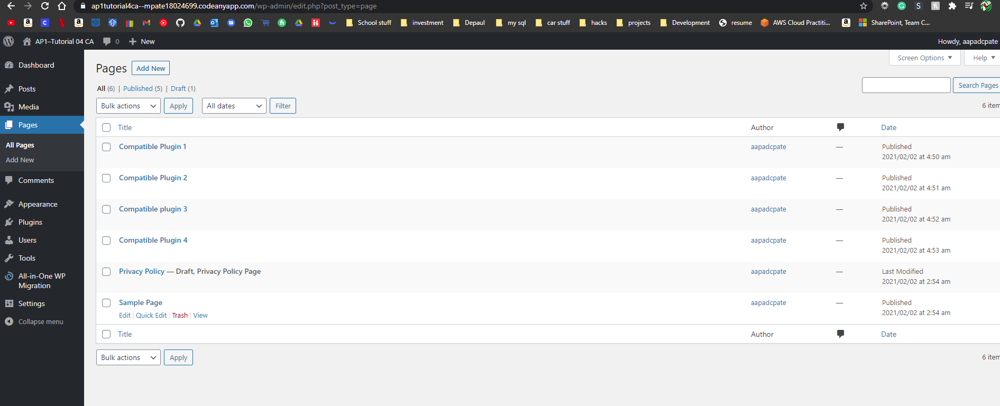 ap1tutorial4ca--mpate18024699.codeanyapp.com/wp-admin/edit.php?post_type=page
School stuff investment Depaul my sql car stuff hacks projects Development resume AWS Cloud Practiti... SharePoint, Team C...
AP1–Tutorial 04 CA 0 New Howdy, aapadcpate
Screen Options Help
Dashboard
Posts
Media
Pages
All Pages
Add New
Comments
Appearance
Plugins
Users
Tools
All-in-One WP
Migration
Settings
Collapse menu
Pages Add New
All (6) | Published (5) | Draft (1)
Search Pages
Bulk actions Apply All dates Filter
6 item
Title Author Date
Compatible Plugin 1 aapadcpate — Published
2021/02/02 at 4:50 am
Compatible Plugin 2 aapadcpate — Published
2021/02/02 at 4:51 am
Compatible plugin 3 aapadcpate — Published
2021/02/02 at 4:52 am
Compatible Plugin 4 aapadcpate — Published
2021/02/02 at 4:53 am
Privacy Policy — Draft, Privacy Policy Page aapadcpate — Last Modified
2021/02/02 at 2:54 am
Sample Page aapadcpate — Published
Edit | Quick Edit | Trash | View 2021/02/02 at 2:54 am
Title Author Date
Bulk actions Apply 6 item